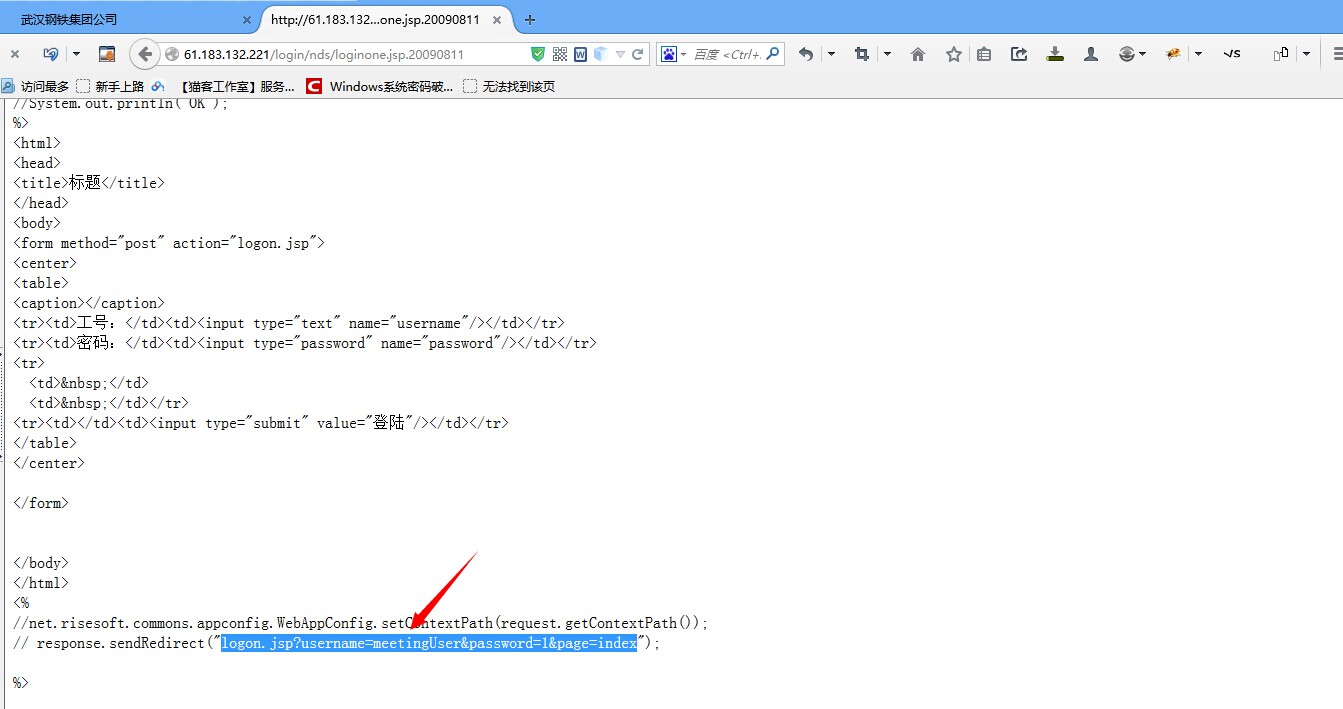 武汉钢铁集团公司
http://61.183.132...one.jsp.20090811
61.183.132.221/login/nds/loginone.jsp.20090811
百度 <Ctrl+.
访问最多 新手上路 【猫客工作室】服务... Windows系统密码破... 无法找到该页
//System.out.println("OK");
%>
<html>
<head>
<title>标题</title>
</head>
<body>
<form method="post" action="logon.jsp">
<center>
<table>
<caption></caption>
<tr><td>工号：</td><td><input type="text" name="username"/></td></tr>
<tr><td>密码：</td><td><input type="password" name="password"/></td></tr>
<tr>
<td>&nbsp;</td>
<td>&nbsp;</td></tr>
<tr><td></td><td><input type="submit" value="登陆"/></td></tr>
</table>
</center>
</form>
</body>
</html>
<%
//net.risesoft.commons.appconfig.WebAppConfig.setContextPath(request.getContextPath());
// response.sendRedirect("logon.jsp?username=meetingUser&password=1&page=index");
%>